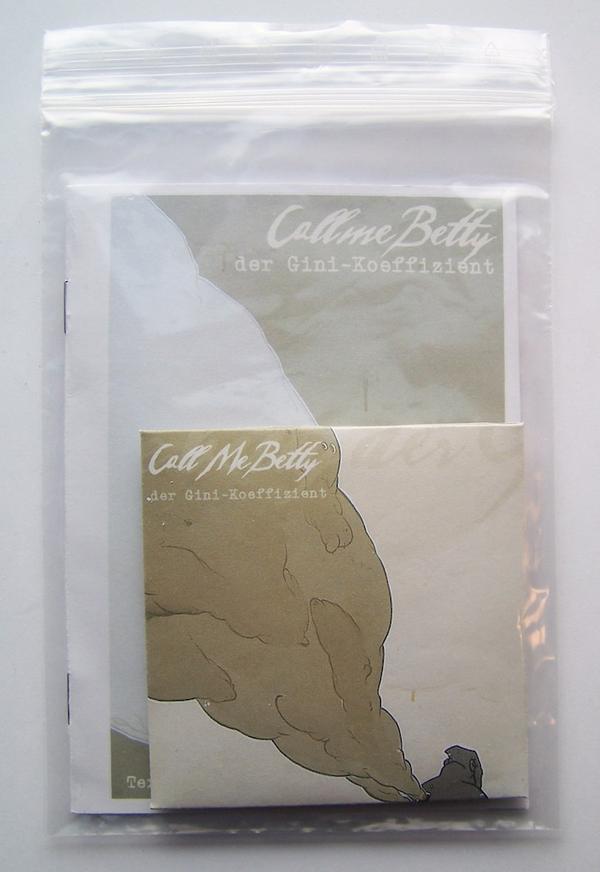 Call me Betty
der Gini-Koeffizient
Call Me Betty
der Gini-Koeffizient